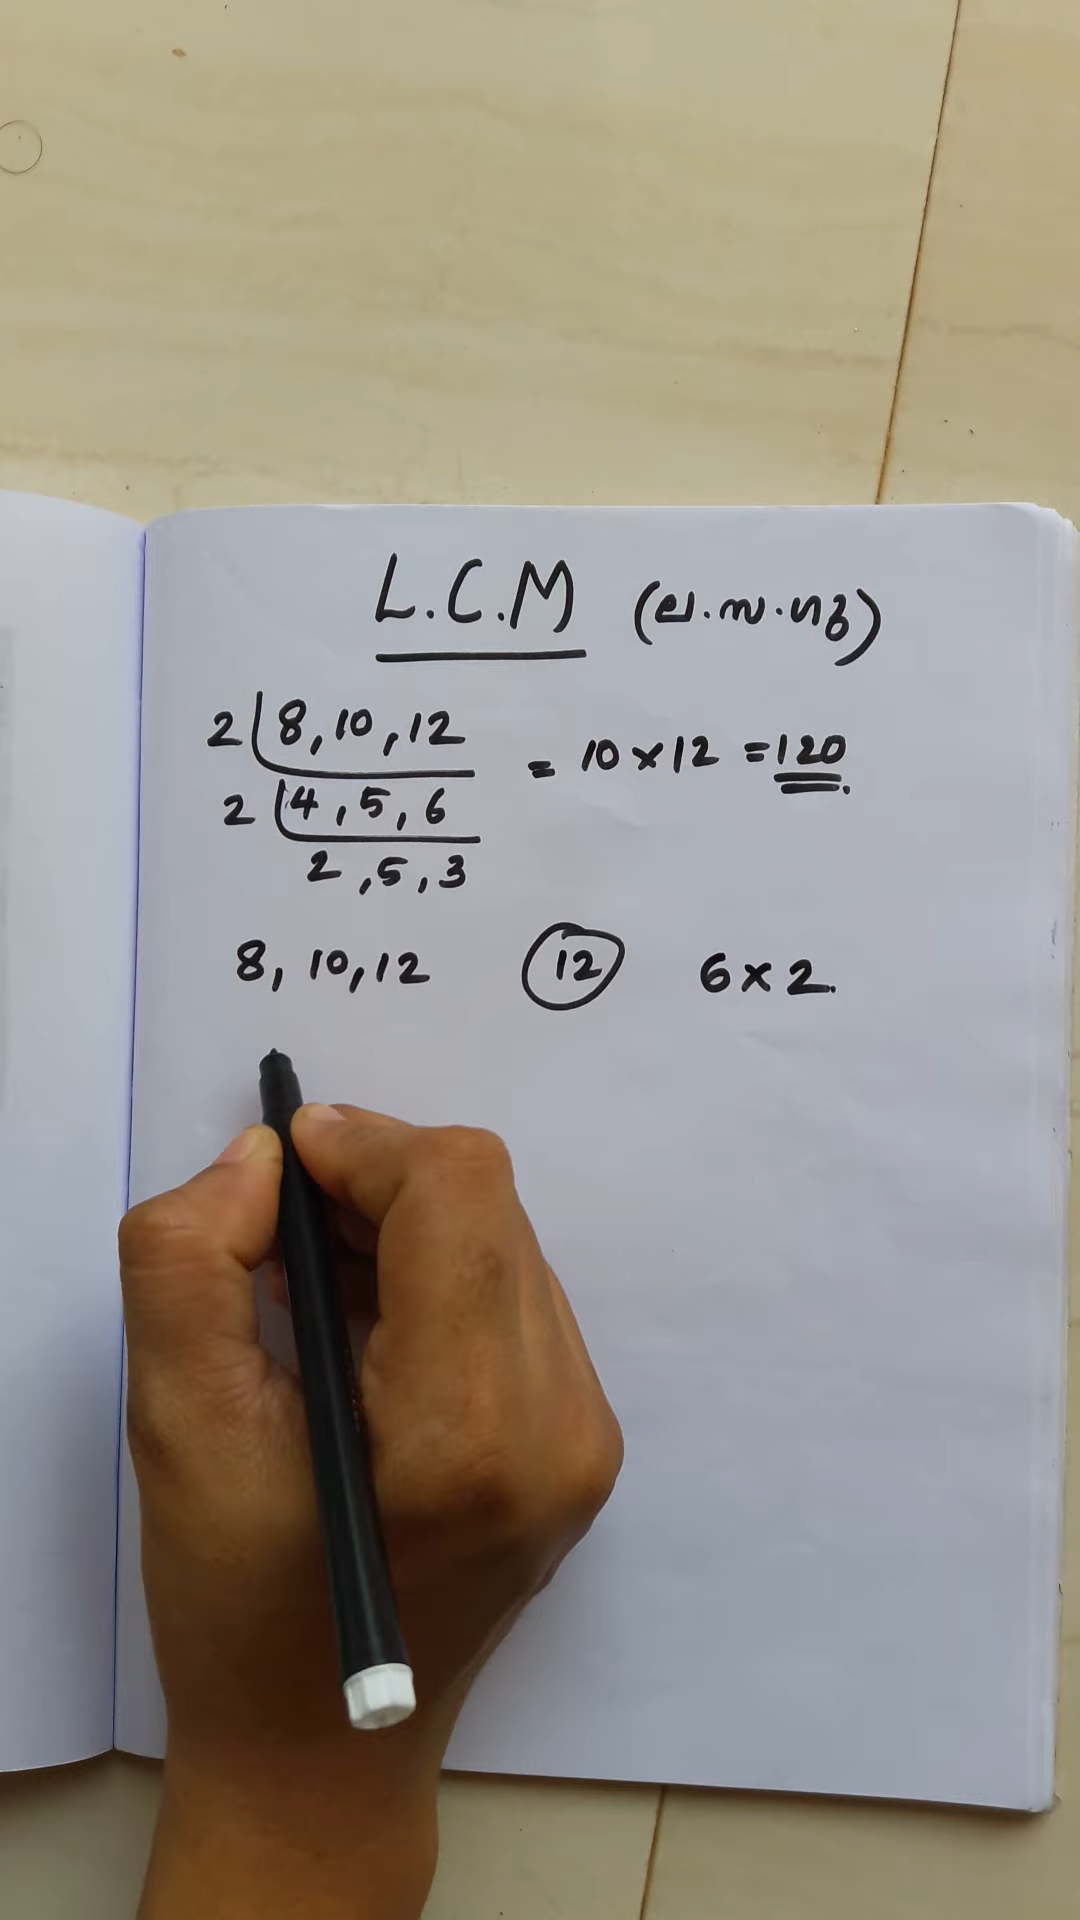 L.C.M (ல.ஸ.கு)
2 8, 10, 12 = 10 × 12 = 120.
2 4, 5, 6
2, 5, 3
8, 10, 12 12 6 × 2.